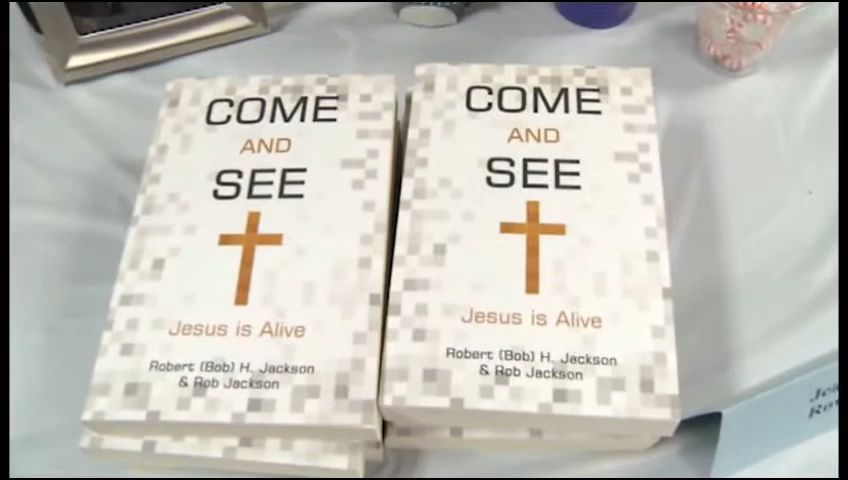 COME
AND
SEE
Jesus is Alive
Robert (Bob) H. Jackson
& Rob Jackson
COME
AND
SEE
Jesus is Alive
Robert (Bob) H. Jackson
& Rob Jackson